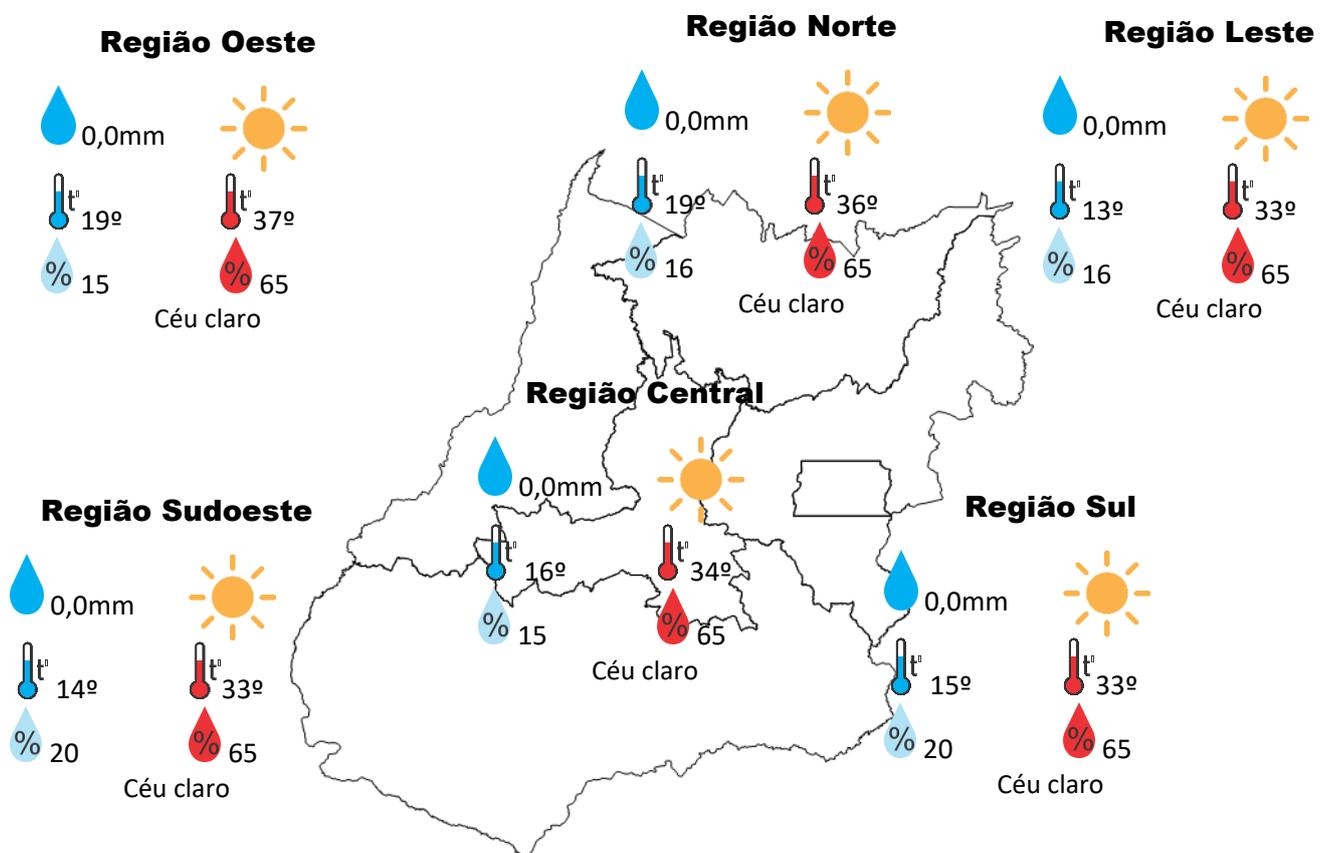 Região Oeste
0,0mm
t°
19º
37º
%
15
%
65
Céu claro
Região Norte
0,0mm
t°
19º
36º
%
16
%
65
Céu claro
Região Leste
0,0mm
t°
13º
33º
%
16
%
65
Céu claro
Região Central
0,0mm
t°
16º
34º
%
15
%
65
Céu claro
Região Sudoeste
0,0mm
t°
14º
33º
%
20
%
65
Céu claro
Região Sul
0,0mm
t°
15º
33º
%
20
%
65
Céu claro